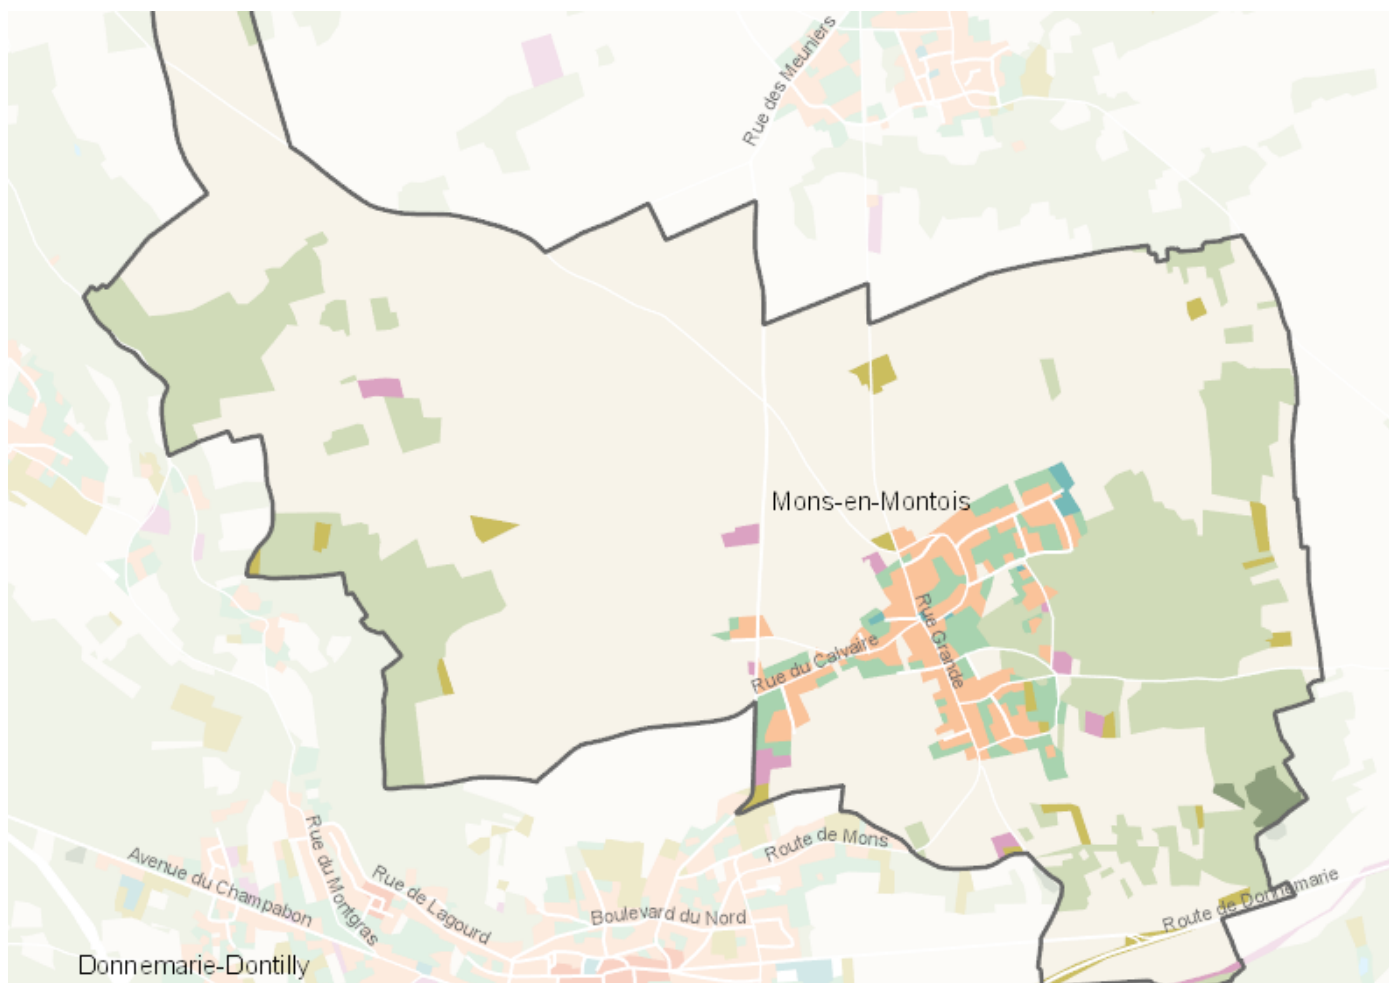 Rue des Meuniers
Mons-en-Montois
Rue Grande
Rue du Calvaire
Route de Mons
Rue du Montgras
Avenue du Champabon
Rue de Lagourd
Boulevard du Nord
Route de Donnemarie
Donnemarie-Dontilly